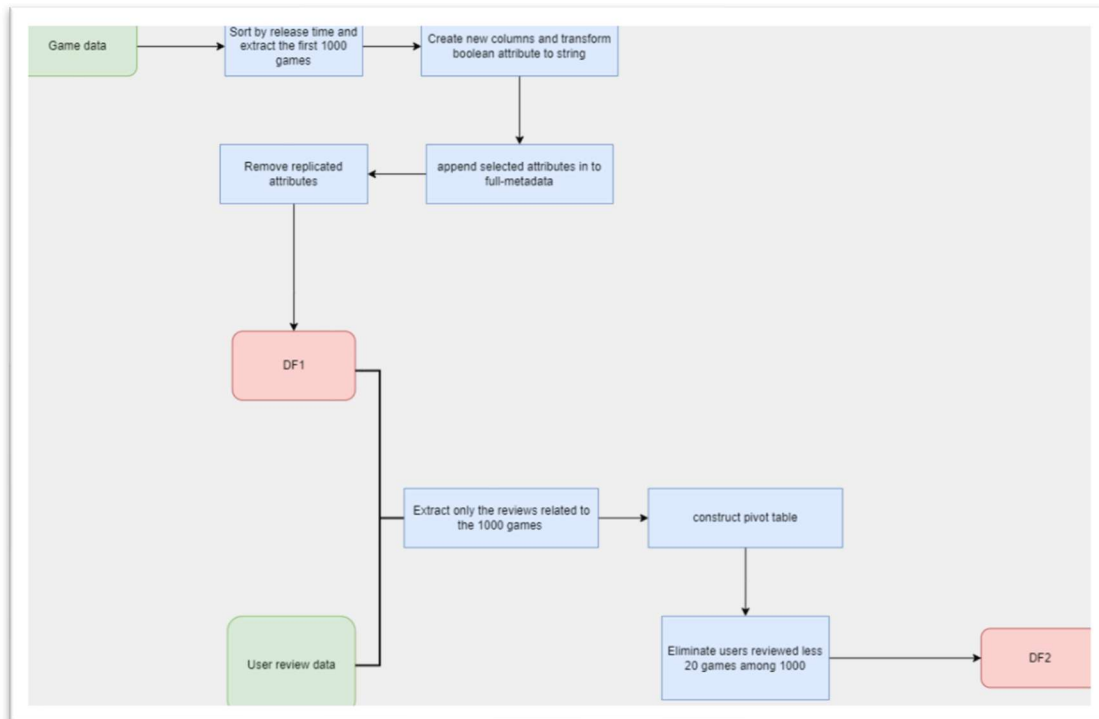 Game data
Sort by release time and
extract the first 1000
games
Create new columns and transform
boolean attribute to string
Remove replicated
attributes
append selected attributes in to
full-metadata
DF1
Extract only the reviews related to
the 1000 games
construct pivot table
User review data
Eliminate users reviewed less
20 games among 1000
DF2